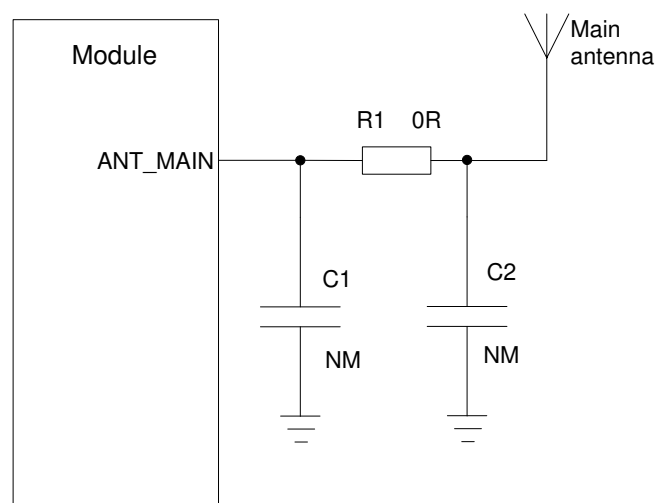 Main
antenna
Module
R1 0R
ANT_MAIN
C1
C2
NM
NM